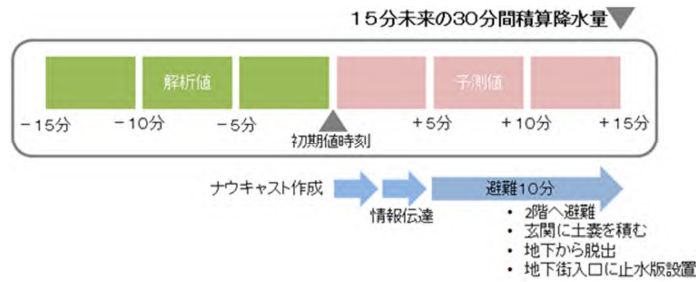 15分未来の30分間積算降水量
解析値
予測値
－15分
－10分
－5分
＋5分
＋10分
＋15分
初期値時刻
ナウキャスト作成
情報伝達
避難10分
• 2階へ避難
• 玄関に土嚢を積む
• 地下から脱出
• 地下街入口に止水版設置